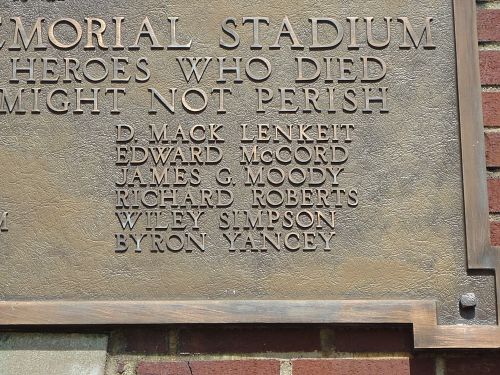 MEMORIAL STADIUM
HEROES WHO DIED
MIGHT NOT PERISH
D. MACK LENKEIT
EDWARD McCORD
JAMES G. MOODY
RICHARD ROBERTS
WILEY SIMPSON
BYRON YANCEY